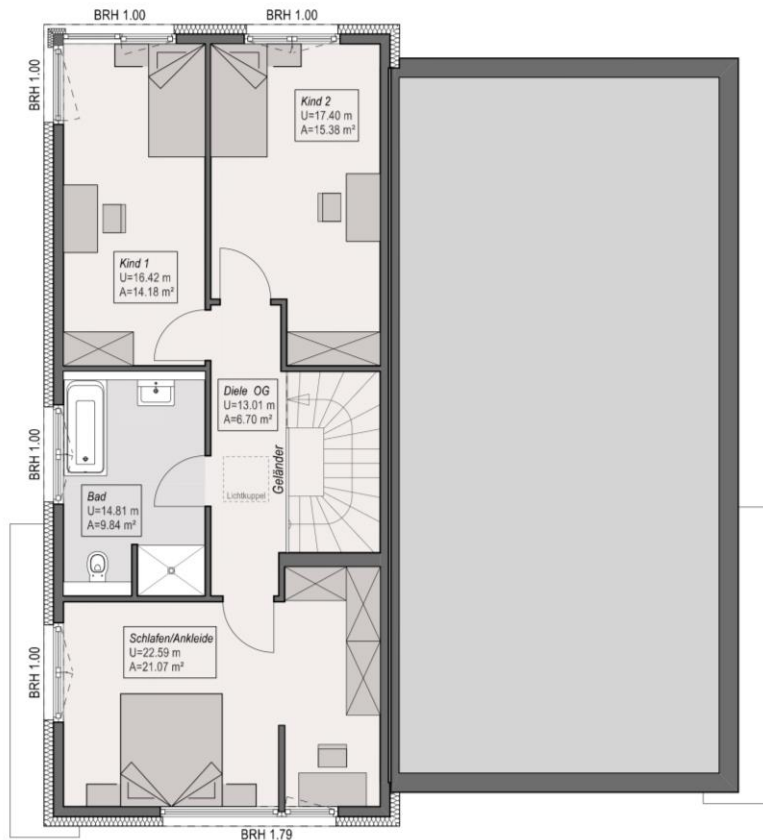 BRH 1.00
BRH 1.00
BRH 1.00
Kind 2
U=17.40 m
A=15.38 m²
Kind 1
U=16.42 m
A=14.18 m²
Diele OG
U=13.01 m
A=6.70 m²
Geländer
Lichtkuppel
BRH 1.00
Bad
U=14.81 m
A=9.84 m²
Schlafen/Ankleide
U=22.59 m
A=21.07 m²
BRH 1.00
BRH 1.79